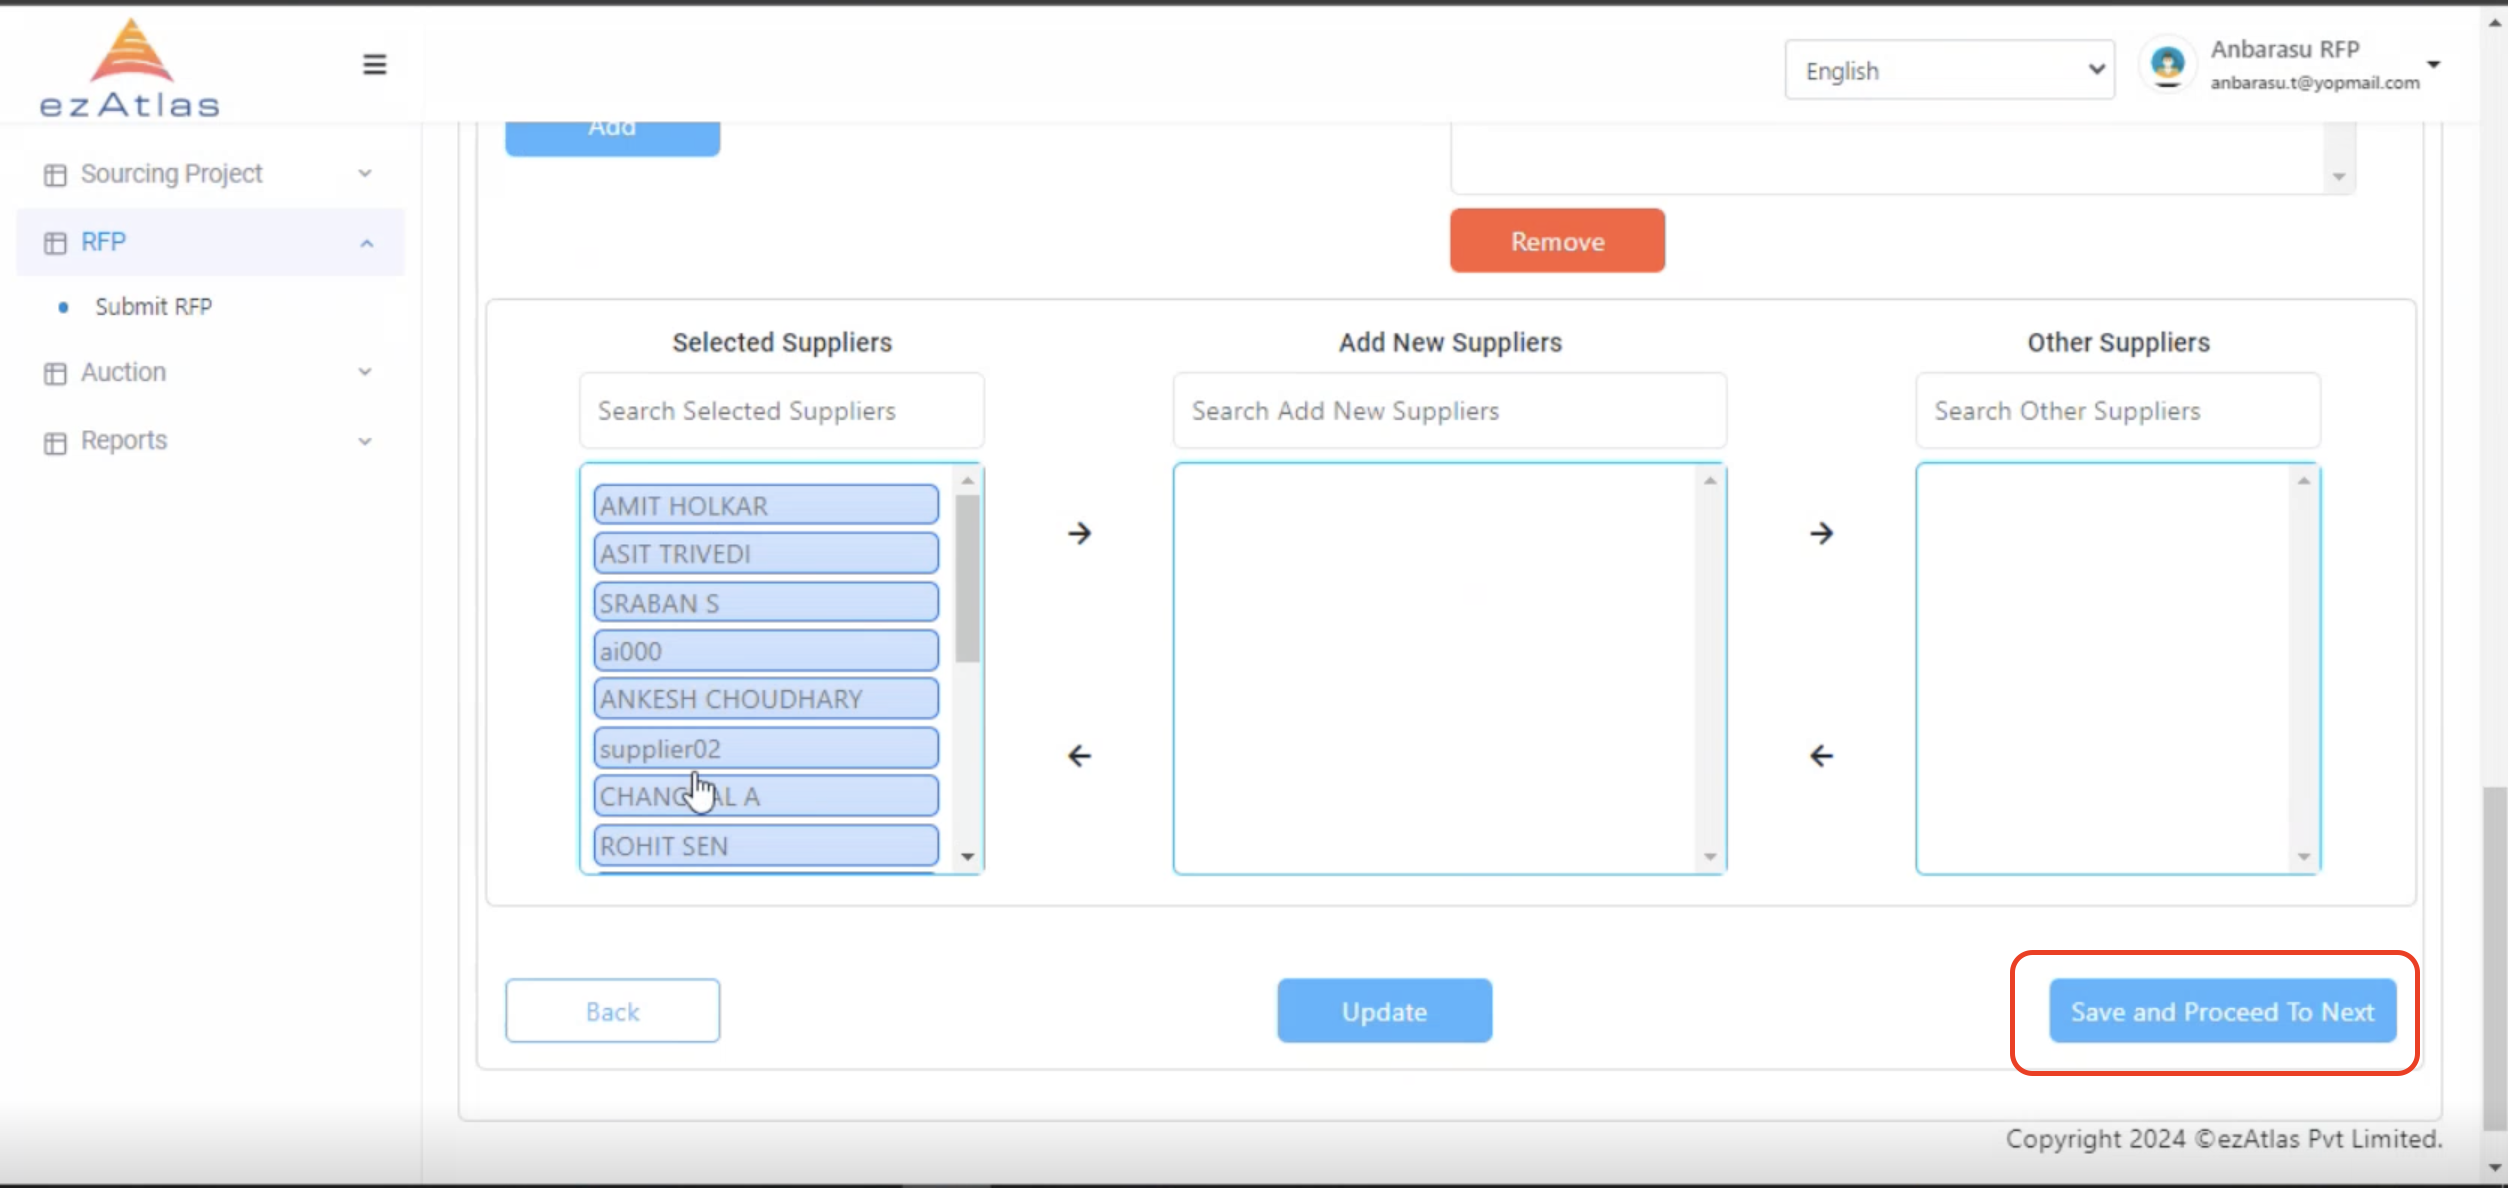 ezAtlas
English
Anbarasu RFP
anbarasu.t@yopmail.com
Add
Sourcing Project
RFP
Submit RFP
Auction
Reports
Remove
Selected Suppliers
Add New Suppliers
Other Suppliers
Search Selected Suppliers
Search Add New Suppliers
Search Other Suppliers
AMIT HOLKAR
ASIT TRIVEDI
SRABAN S
ai000
ANKESH CHOUDHARY
supplier02
AL A
ROHIT SEN
Back
Update
Save and Proceed To Next
Copyright 2024 ©ezAtlas Pvt Limited.